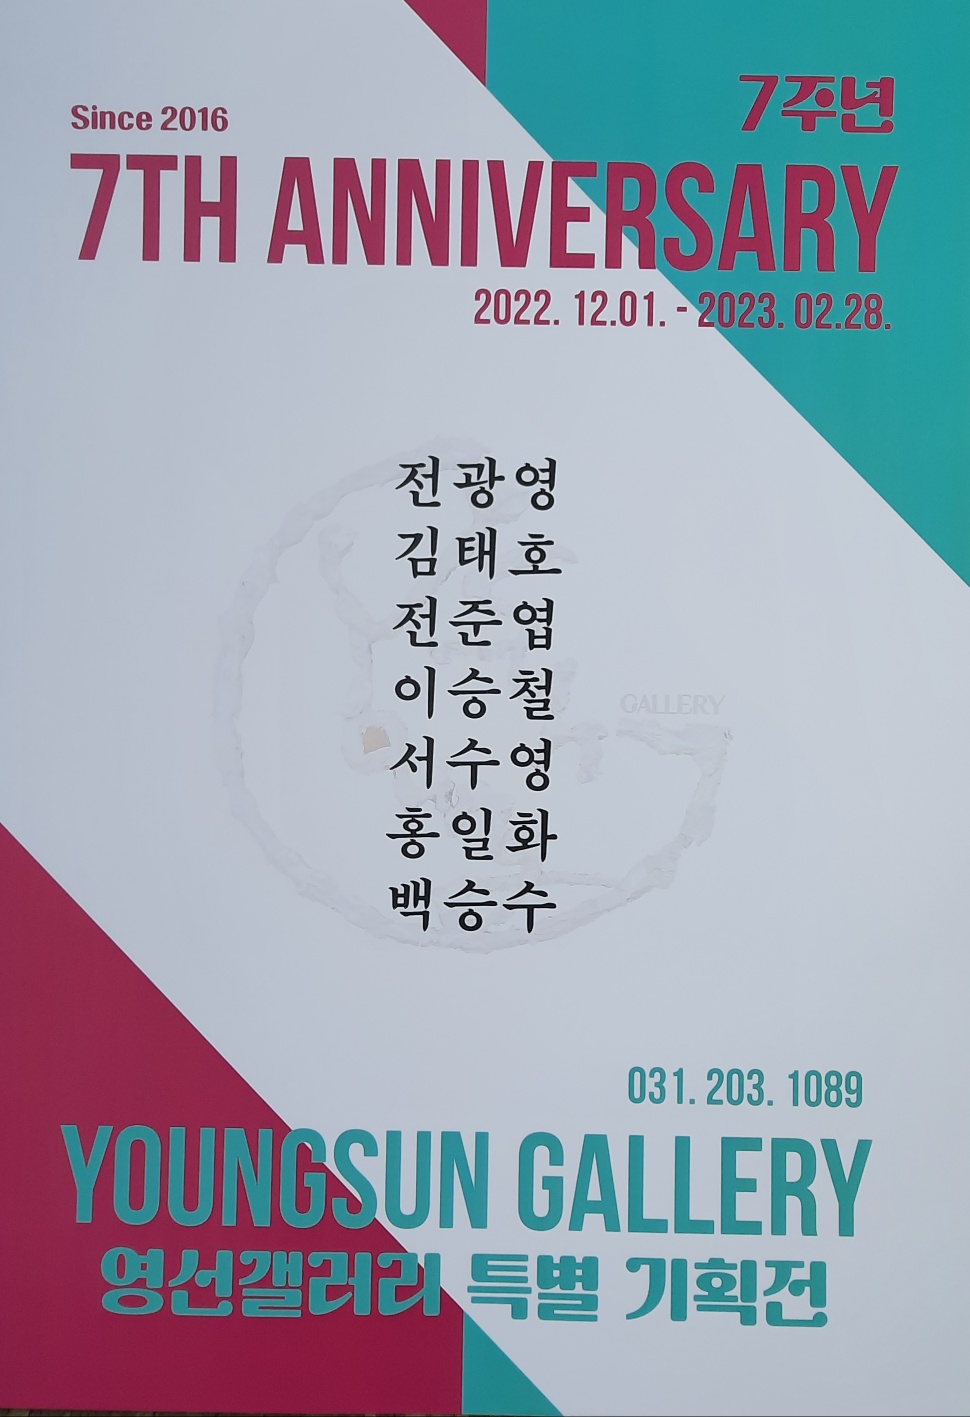 Since 2016
7주년
7TH ANNIVERSARY
2022. 12.01. - 2023. 02.28.
전광영
김태호
전준엽
이승철
GALLERY
서수영
홍일화
백승수
031. 203. 1089
YOUNGSUN GALLERY
영선갤러리 특별 기획전